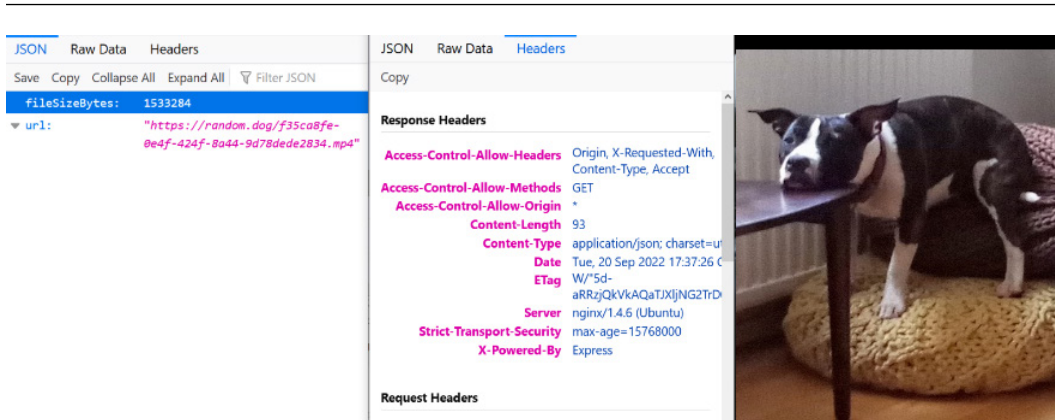 JSON Raw Data Headers
Save Copy Collapse All Expand All Filter JSON
fileSizeBytes: 1533284
url: "https://random.dog/f35ca8fe-
0e4f-424f-8a44-9d78dede2834.mp4"
JSON Raw Data Headers
Copy
Response Headers
Access-Control-Allow-Headers Origin, X-Requested-With,
Content-Type, Accept
Access-Control-Allow-Methods GET
Access-Control-Allow-Origin *
Content-Length 93
Content-Type application/json; charset=u
Date Tue, 20 Sep 2022 17:37:26
ETag W/"5d-
aRRzjQkVkAQaTJXljNG2TrD
Server nginx/1.4.6 (Ubuntu)
Strict-Transport-Security max-age=15768000
X-Powered-By Express
Request Headers